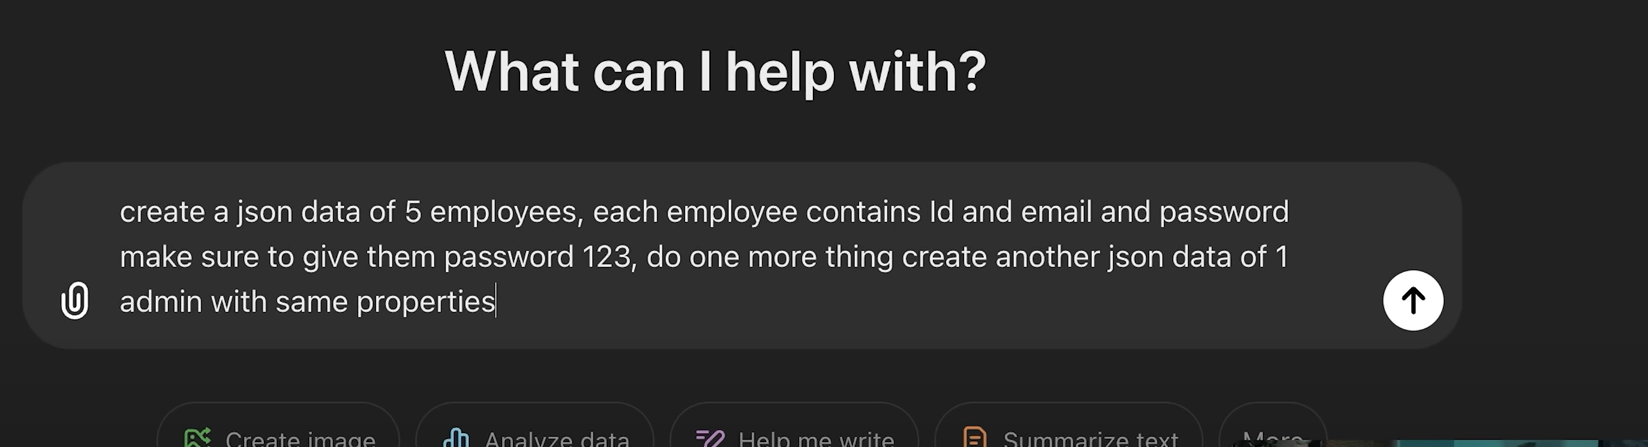 What can I help with?
create a json data of 5 employees, each employee contains Id and email and password
make sure to give them password 123, do one more thing create another json data of 1
admin with same properties
Create image
Analyze data
Help me write
Summarize text
More